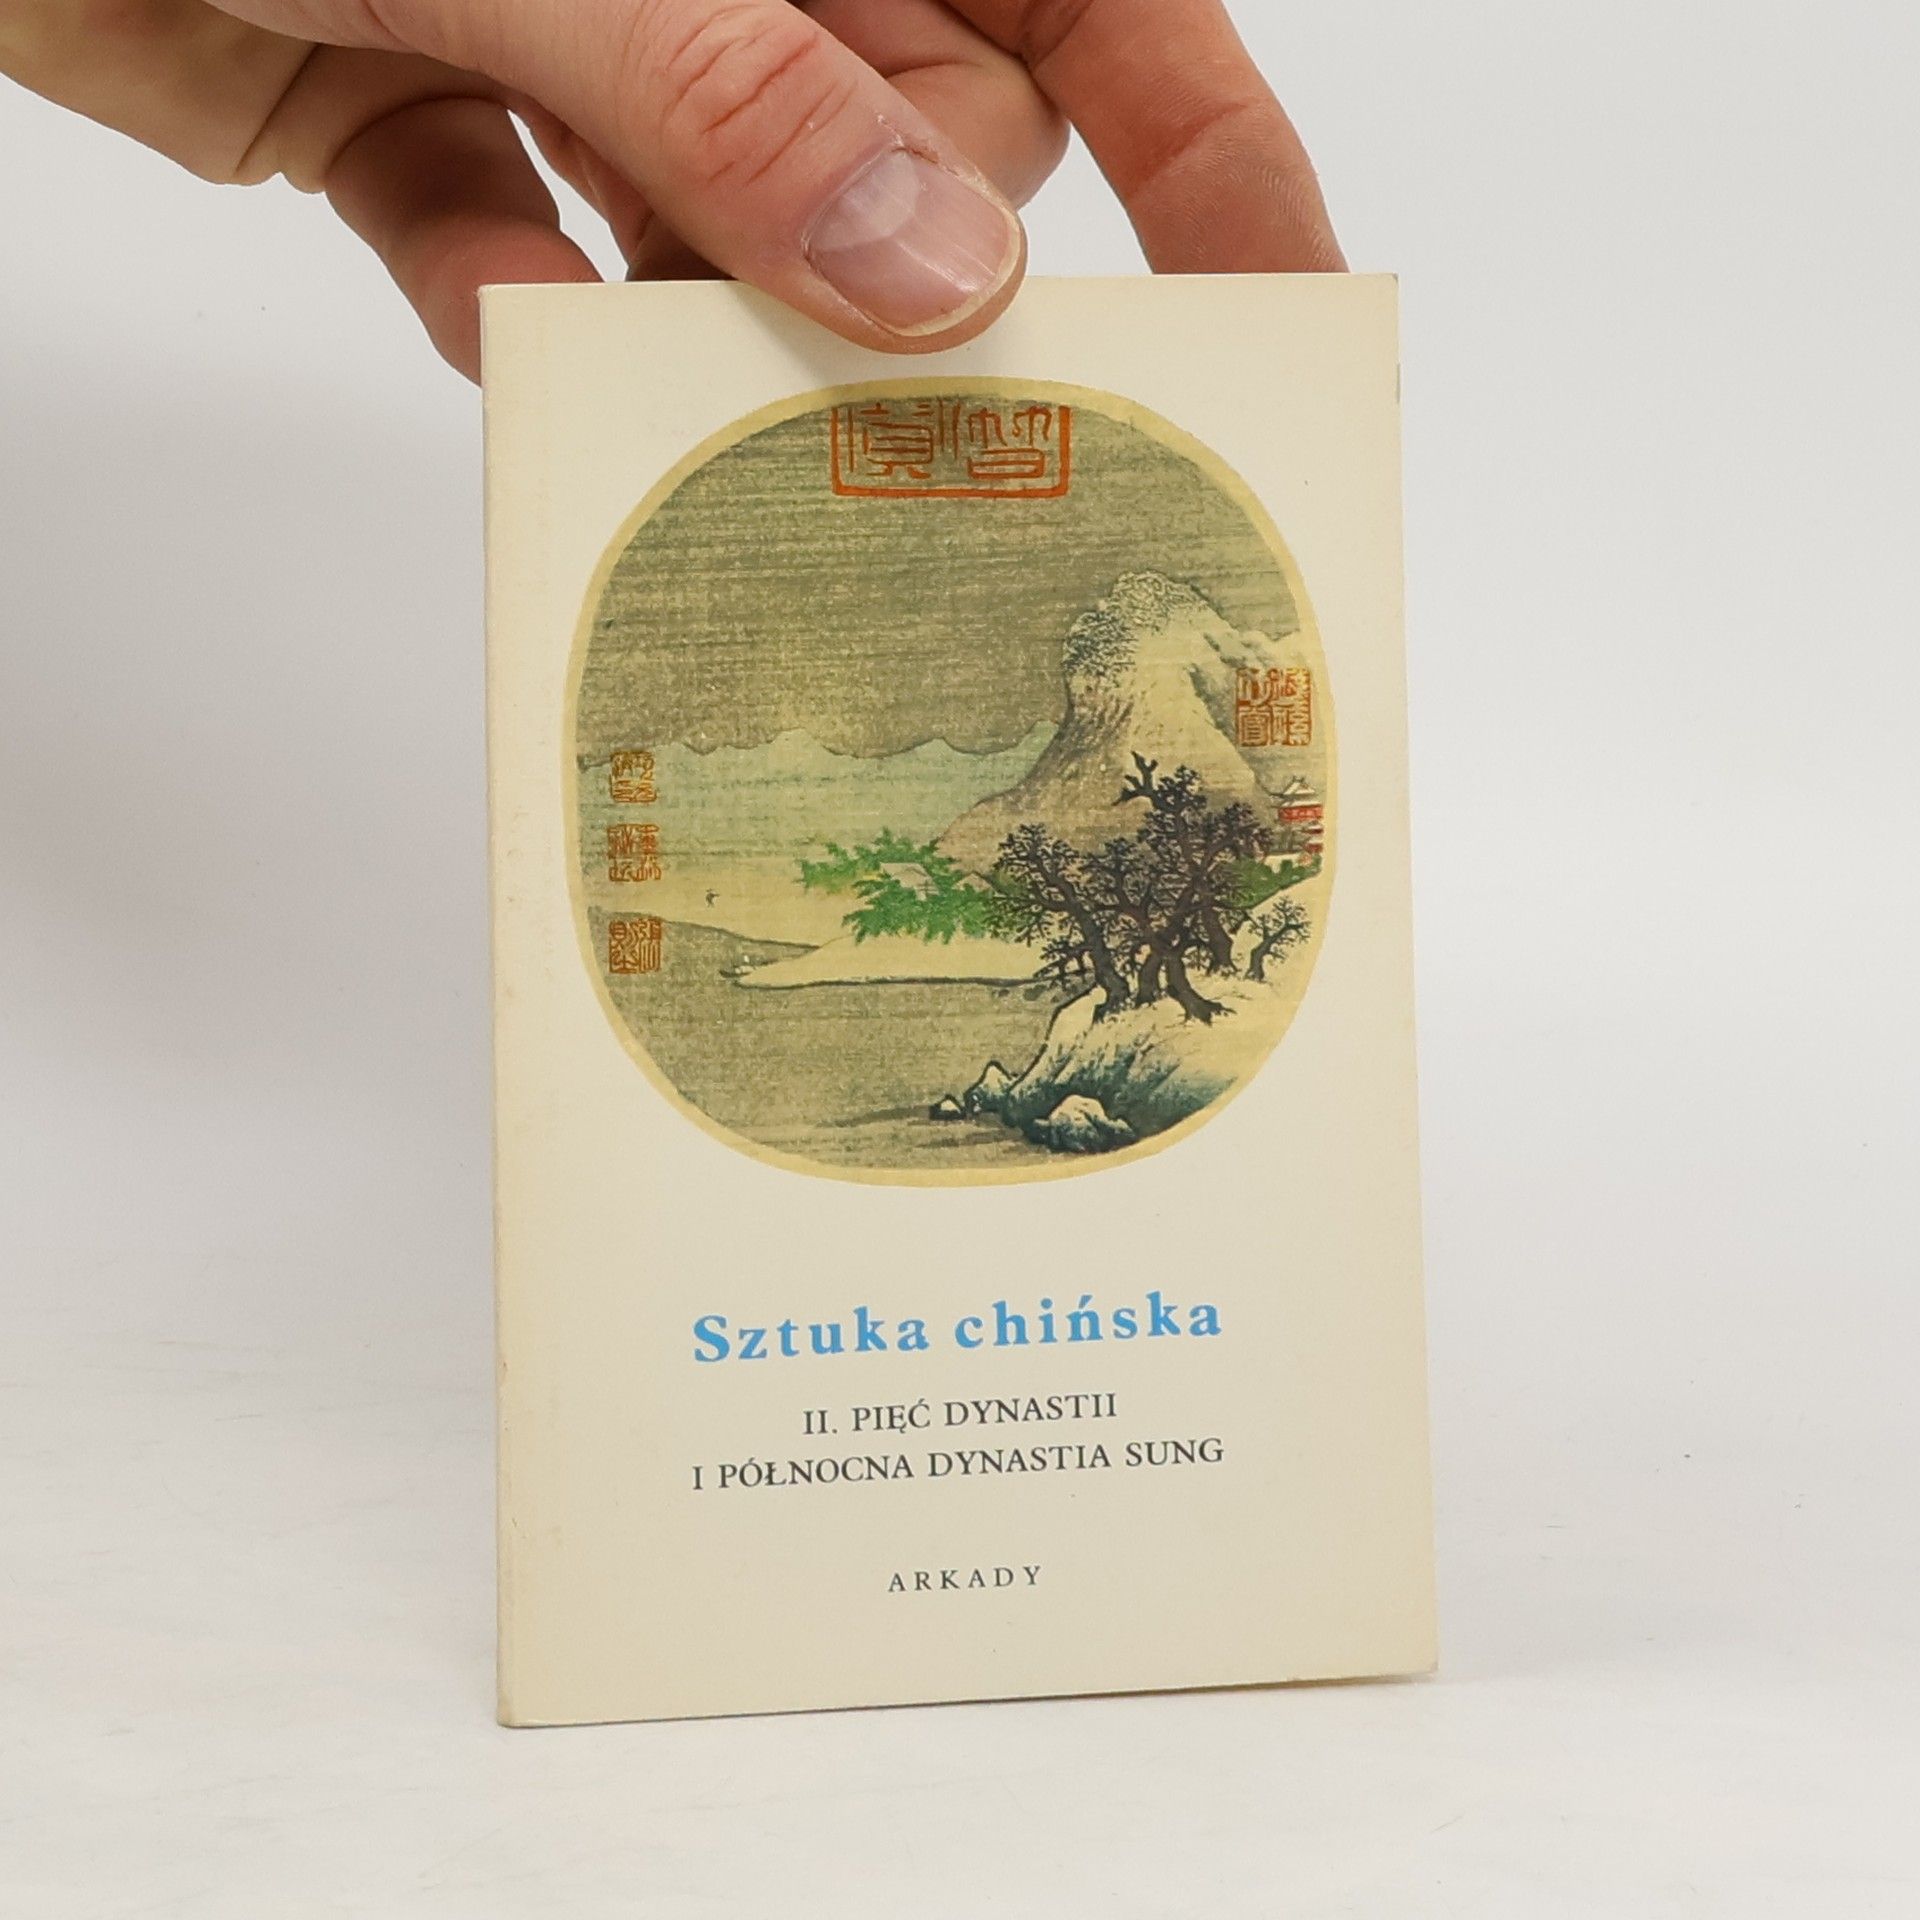 Sztuka chińska
II. PIĘĆ DYNASTII
I PÓŁNOCNA DYNASTIA SUNG
ARKADY